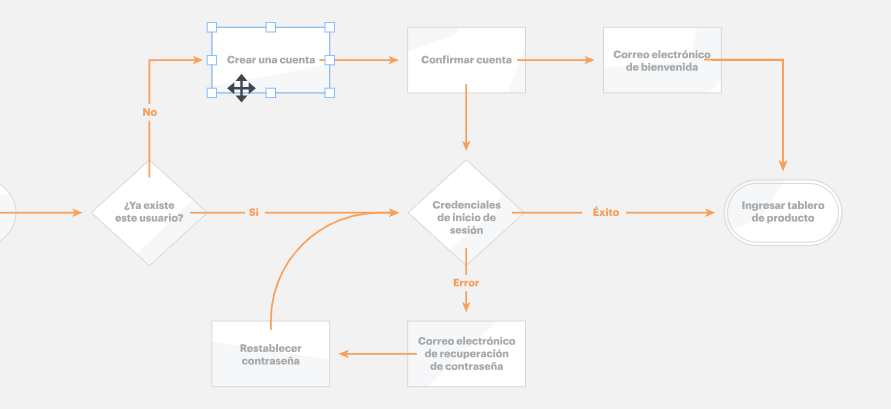 Crear una cuenta
Confirmar cuenta
Correo electrónico
de bienvenida
No
¿Ya existe
este usuario?
Si
Credenciales
de inicio de
sesión
Éxito
Ingresar tablero
de producto
Error
Restablecer
contraseña
Correo electrónico
de recuperación
de contraseña